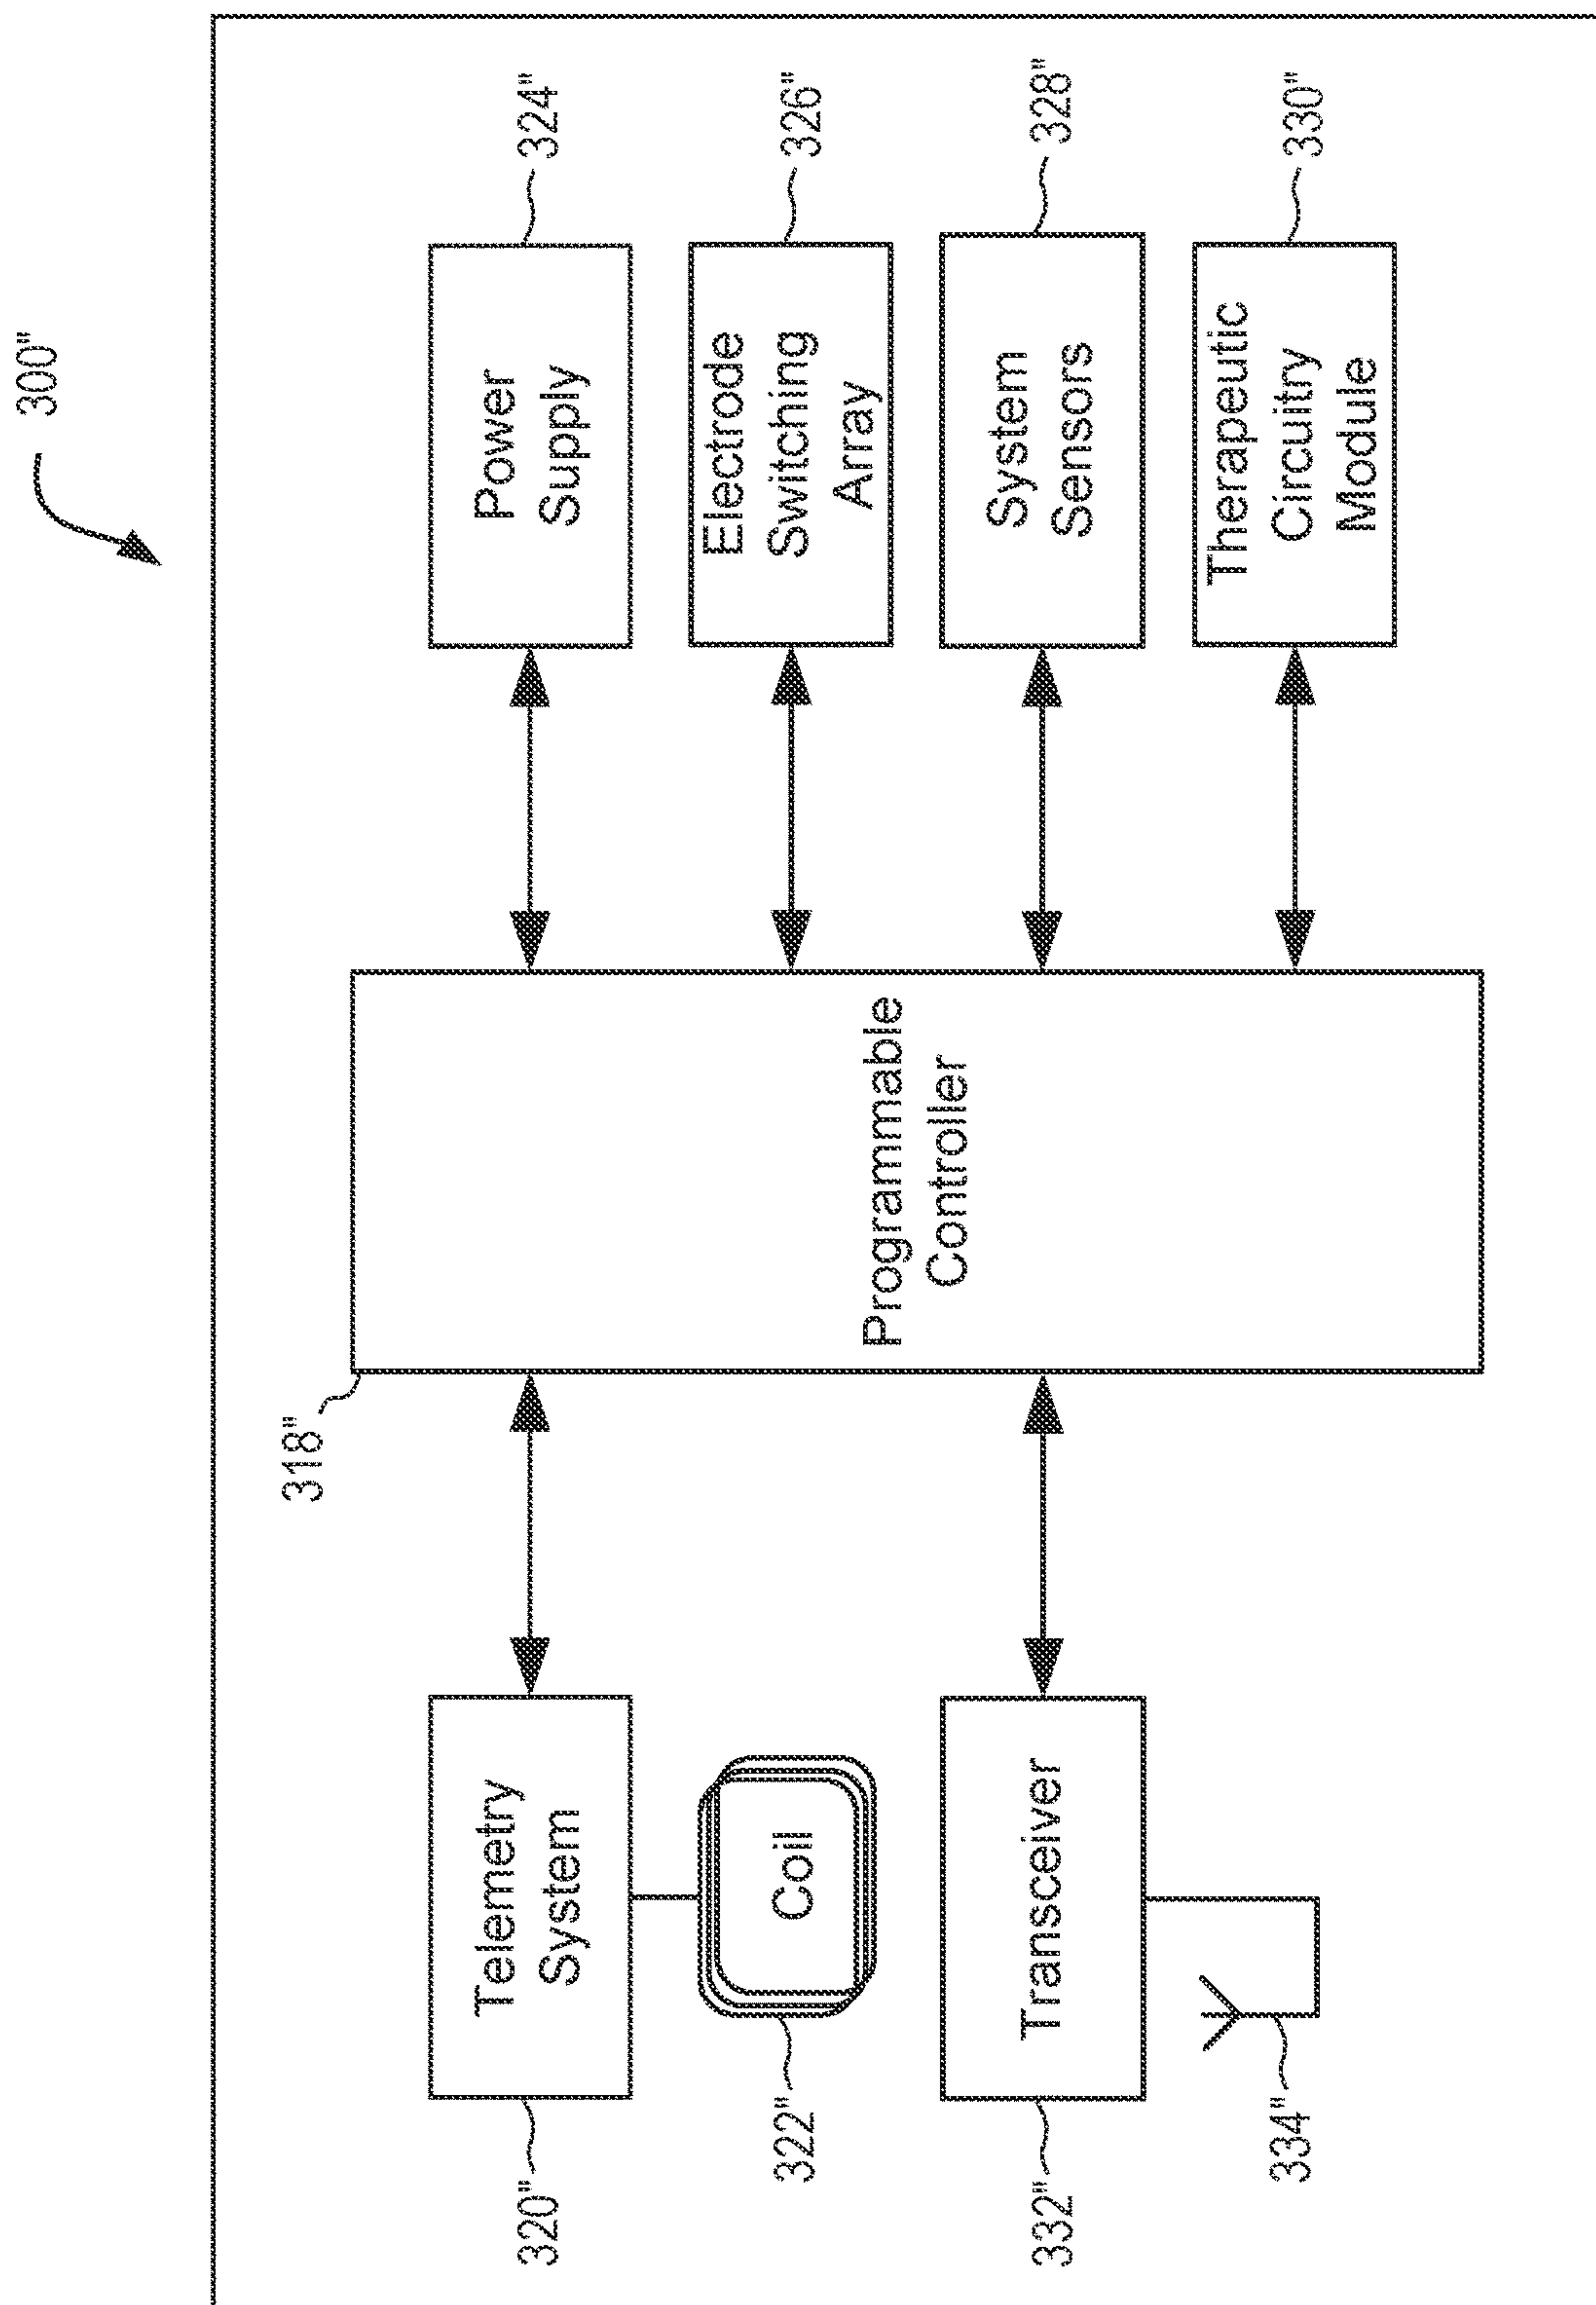 300"
318"
320"
Telemetry
System
322"
Coil
332"
Transceiver
334"
Programmable
Controller
Power
Supply
324"
Electrode
Switching
Array
326"
System
Sensors
328"
Therapeutic
Circuitry
Module
330"